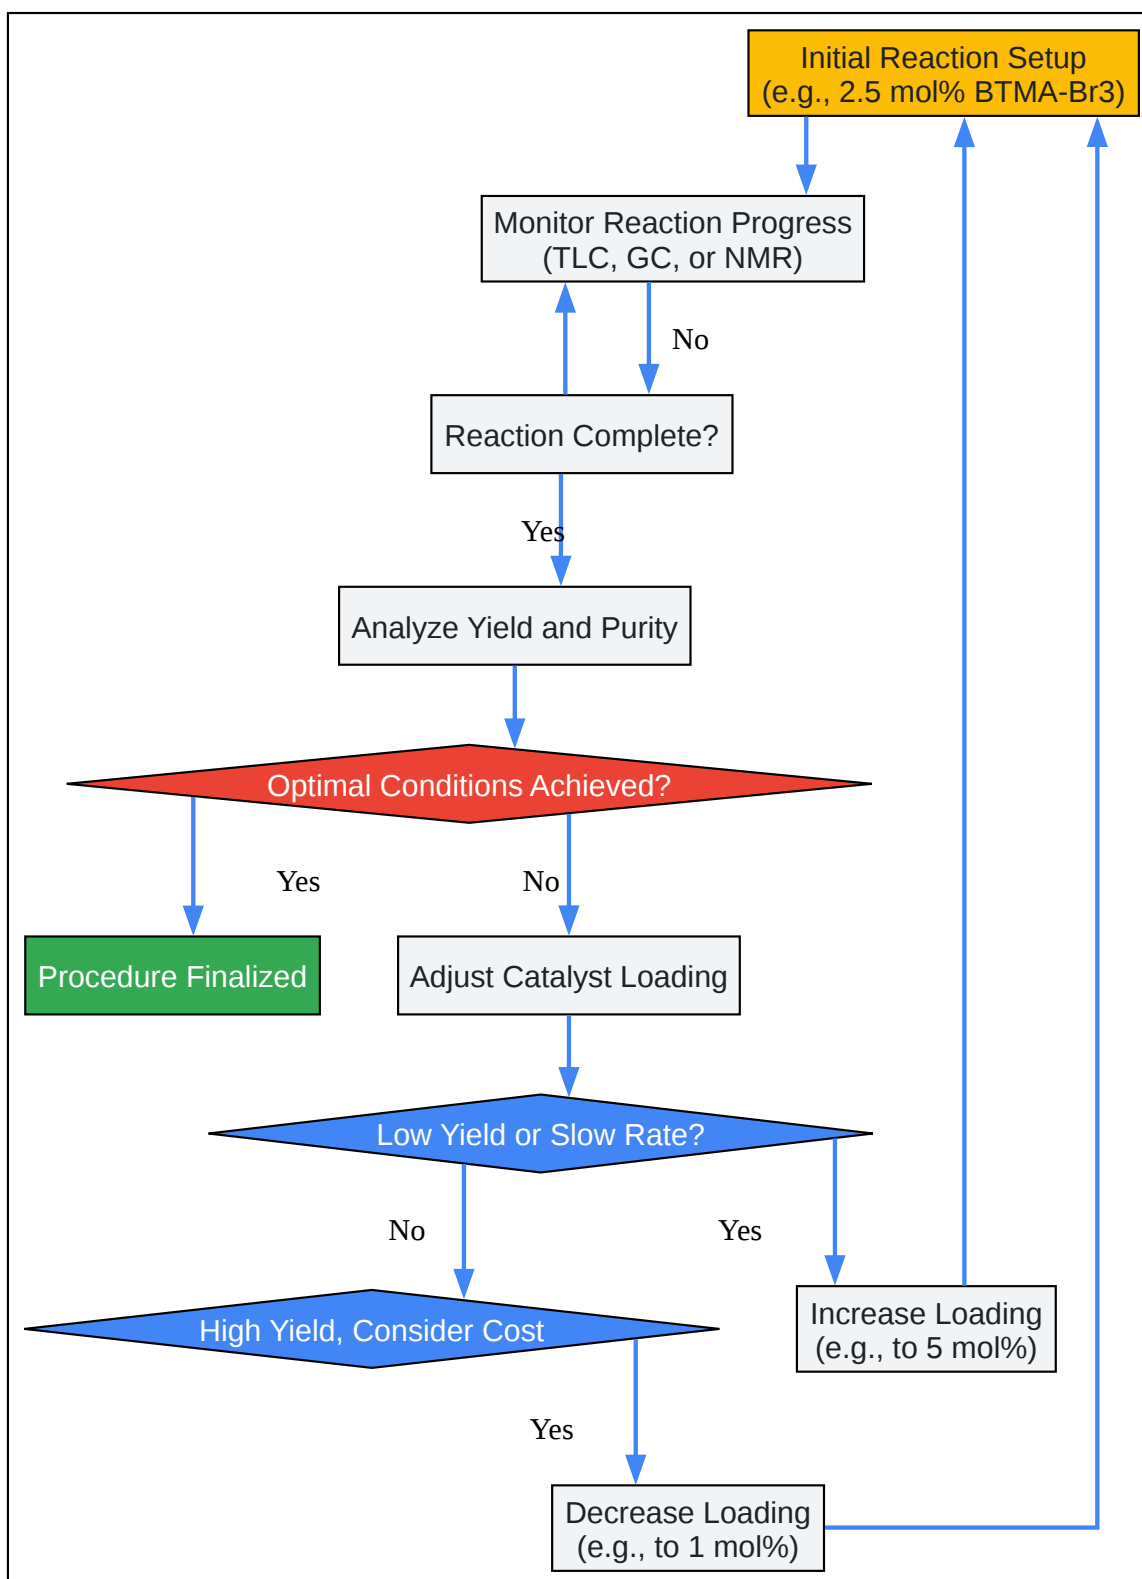 Initial Reaction Setup
(e.g., 2.5 mol% BTMA-Br3)
Monitor Reaction Progress
(TLC, GC, or NMR)
No
Reaction Complete?
Yes
Analyze Yield and Purity
Optimal Conditions Achieved?
Yes
No
Procedure Finalized
Adjust Catalyst Loading
Low Yield or Slow Rate?
No
Yes
High Yield, Consider Cost
Increase Loading
(e.g., to 5 mol%)
Yes
Decrease Loading
(e.g., to 1 mol%)